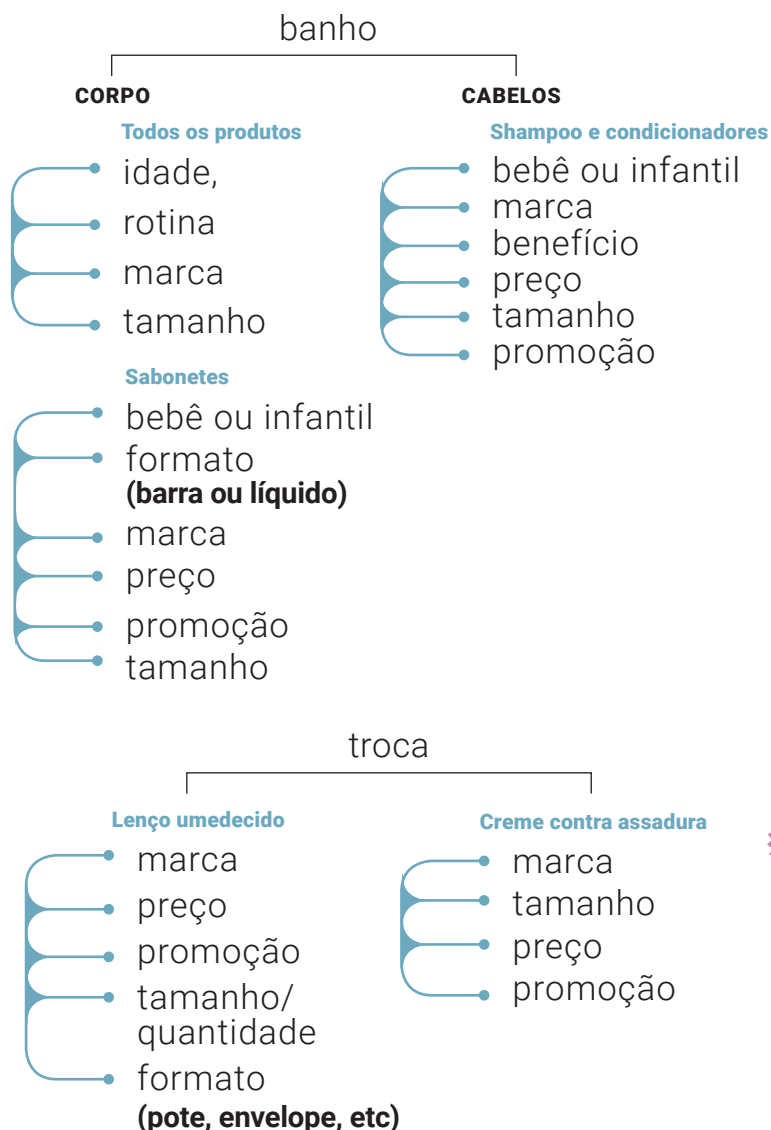 banho
CORPO
Todos os produtos
idade,
rotina
marca
tamanho
Sabonetes
bebê ou infantil
formato
(barra ou líquido)
marca
preço
promoção
tamanho
CABELOS
Shampoo e condicionadores
bebê ou infantil
marca
benefício
preço
tamanho
promoção
troca
Lenço umedecido
marca
preço
promoção
tamanho/
quantidade
formato
(pote, envelope, etc)
Creme contra assadura
marca
tamanho
preço
promoção